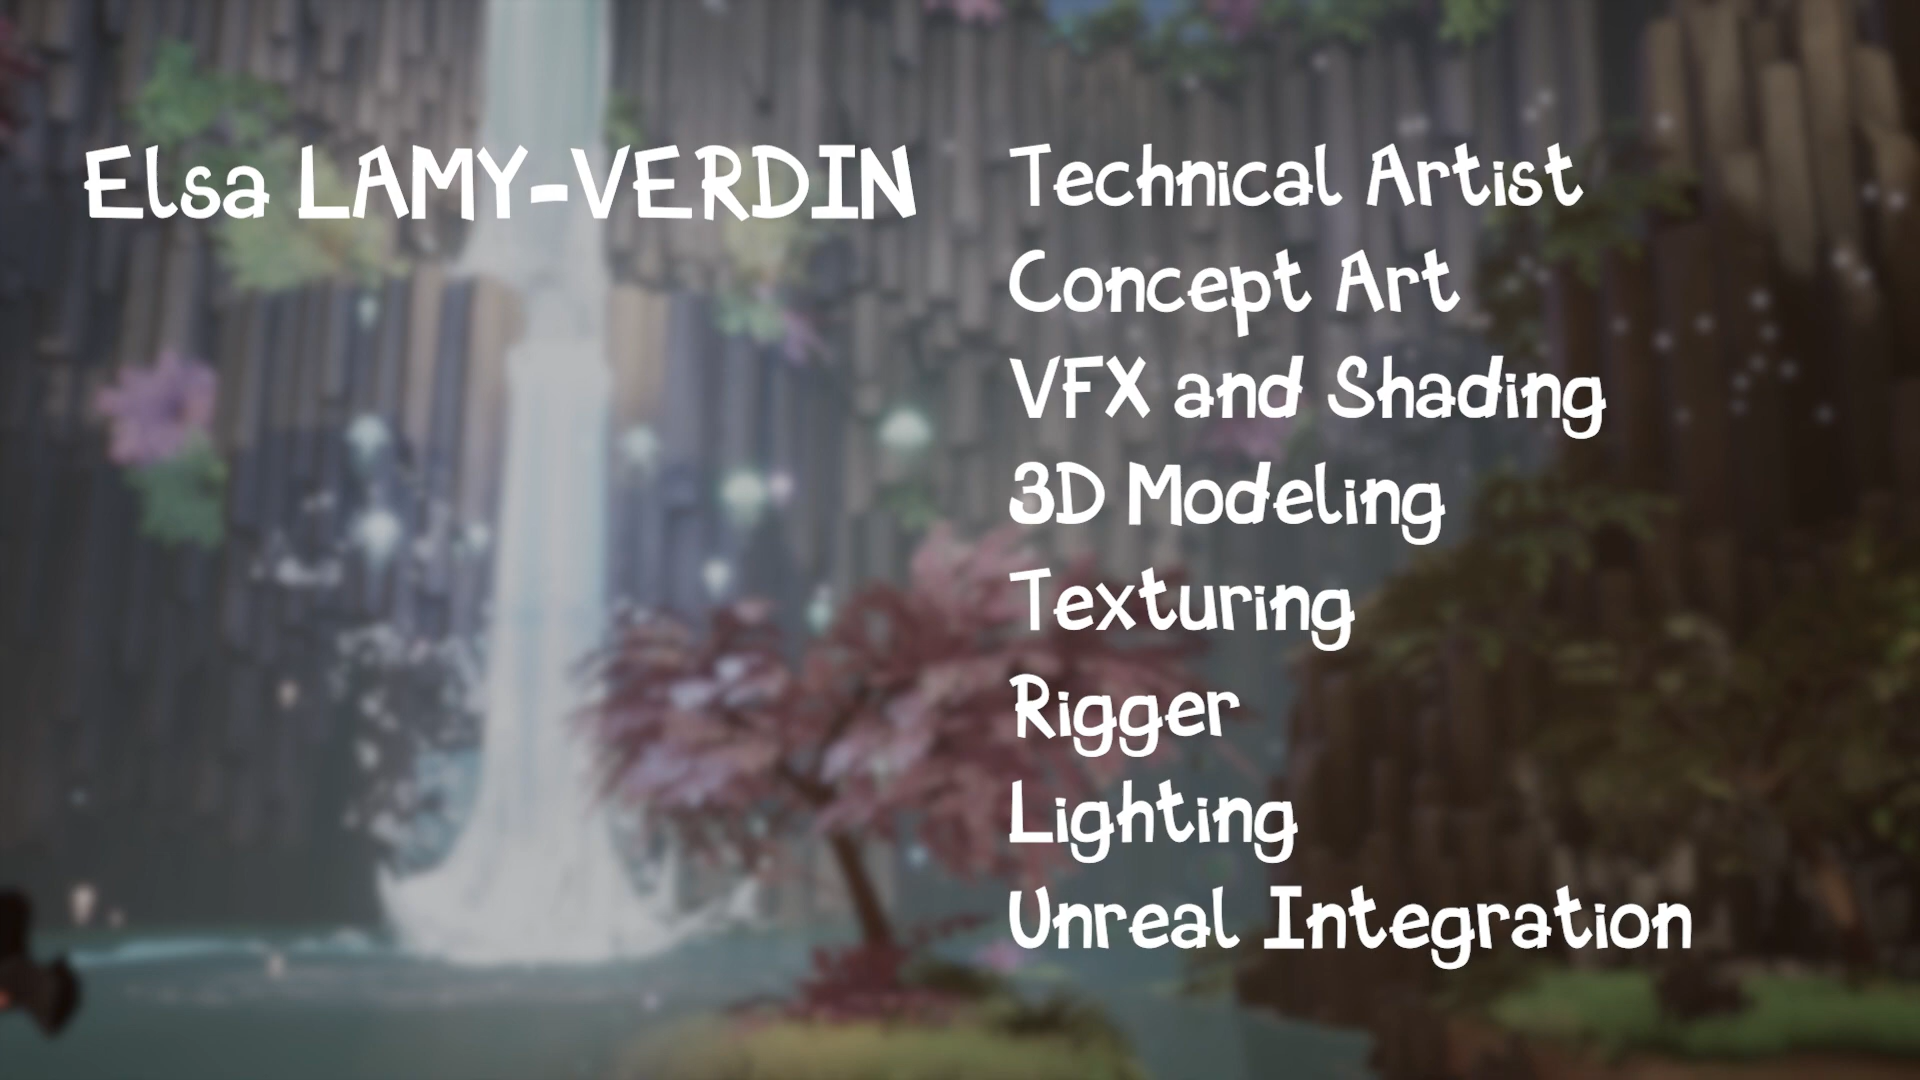 Elsa LAMY-VERDIN
Technical Artist
Concept Art
VFX and Shading
3D Modeling
Texturing
Rigger
Lighting
Unreal Integration